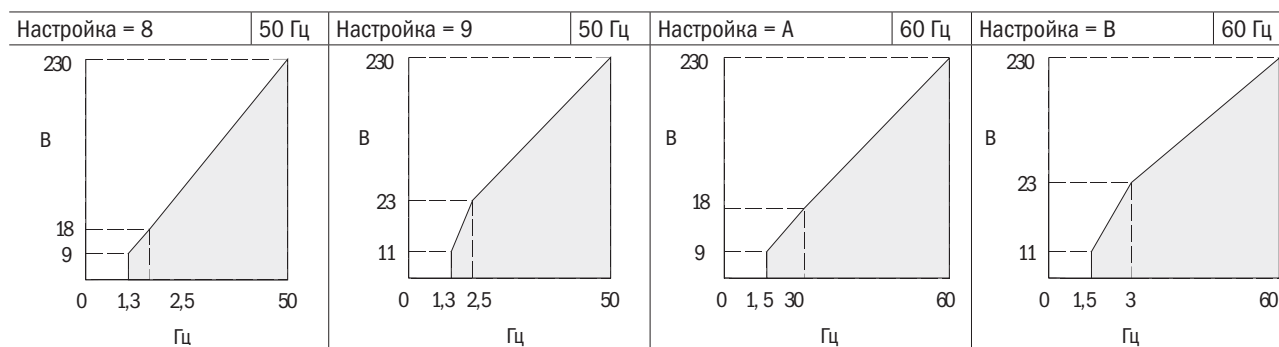 Настройка = 8 50 Гц Настройка = 9 50 Гц Настройка = A 60 Гц Настройка = B 60 Гц
230 230 230 230
В В В В
23
23
18
18
9 11 9 11
0 1,3 2,5 50 0 1,3 2,5 50 0 1, 5 30 60 0 1,5 3 60
Гц Гц Гц Гц